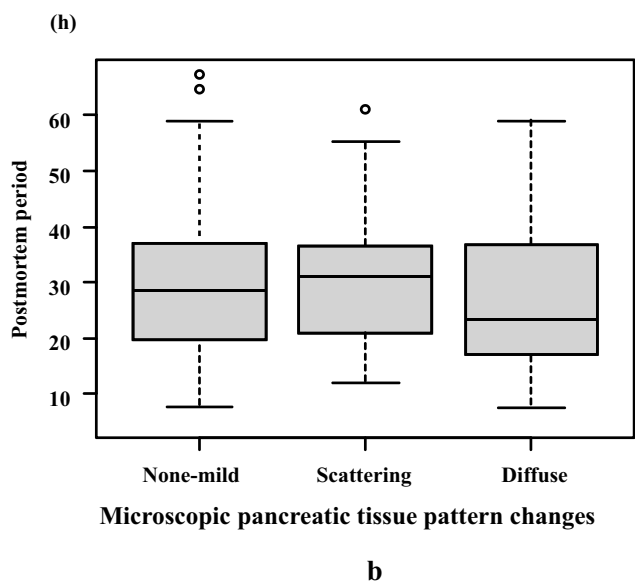 (h)
60
50
40
30
20
10
Postmortem period
None-mild Scattering Diffuse
Microscopic pancreatic tissue pattern changes
b